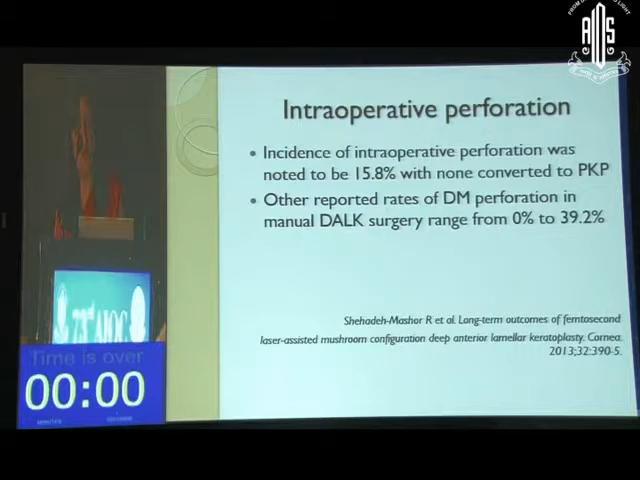 AIOS
Intraoperative perforation
• Incidence of intraoperative perforation was
noted to be 15.8% with none converted to PKP
• Other reported rates of DM perforation in
manual DALK surgery range from 0% to 39.2%
Shehadeh-Mashor R et al. Long-term outcomes of femtosecond
laser-assisted mushroom configuration deep anterior lamellar keratoplasty. Cornea.
2013;32:390-5.
AIOC
Time is over
00:00
MINUTES